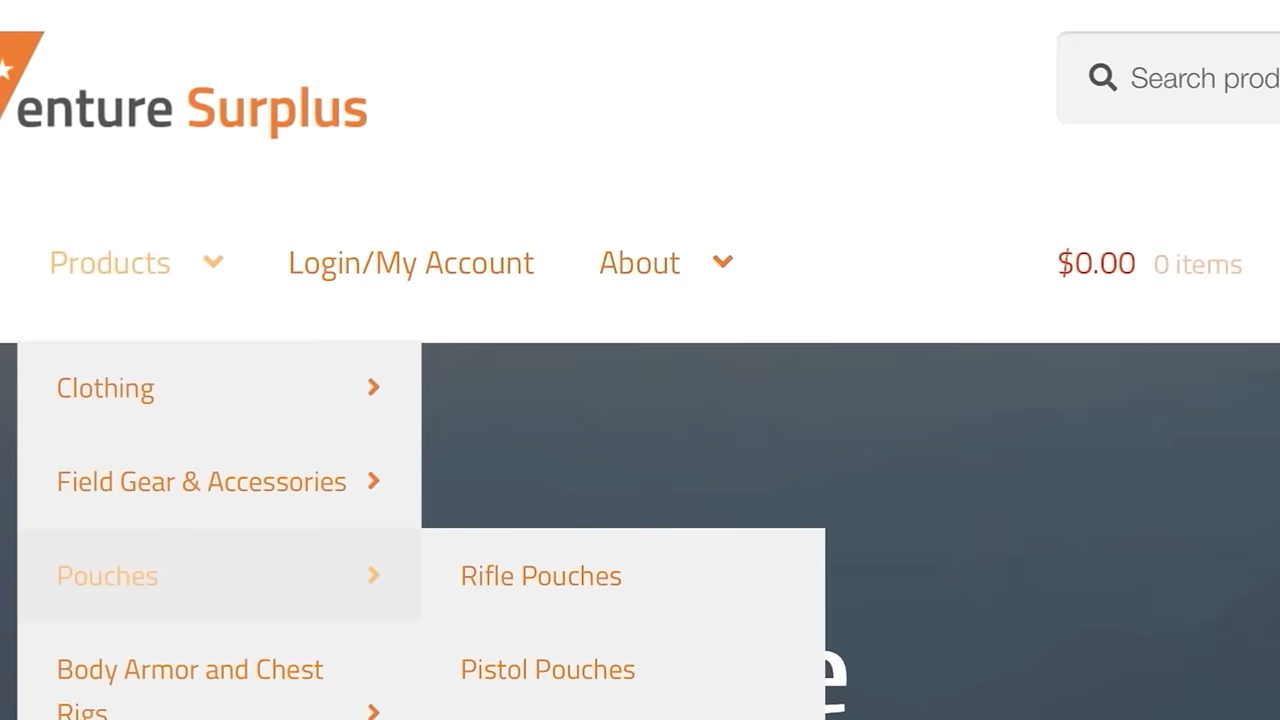 enture Surplus
Search prod
Products
Login/My Account
About
$0.00 0 items
Clothing
Field Gear & Accessories
Pouches
Rifle Pouches
Body Armor and Chest
Rigs
Pistol Pouches
e